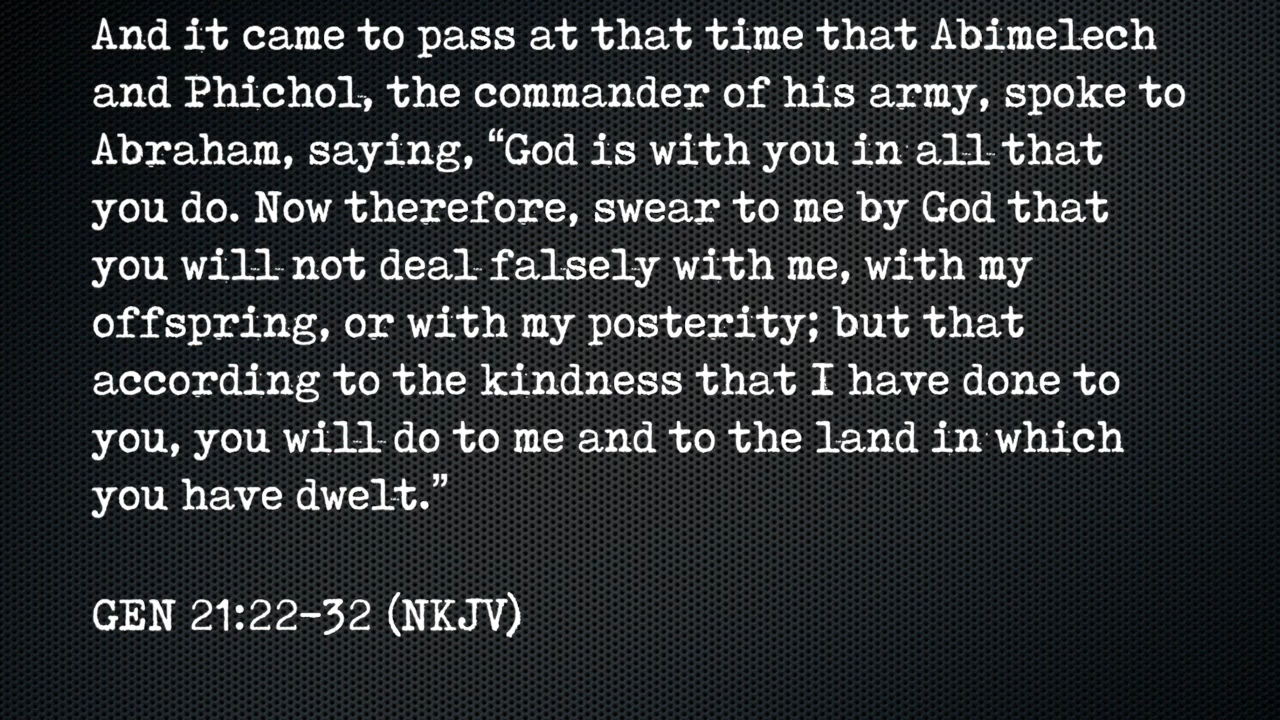 And it came to pass at that time that Abimelech
and Phichol, the commander of his army, spoke to
Abraham, saying, “God is with you in all that
you do. Now therefore, swear to me by God that
you will not deal falsely with me, with my
offspring, or with my posterity; but that
according to the kindness that I have done to
you, you will do to me and to the land in which
you have dwelt.”
GEN 21:22-32 (NKJV)